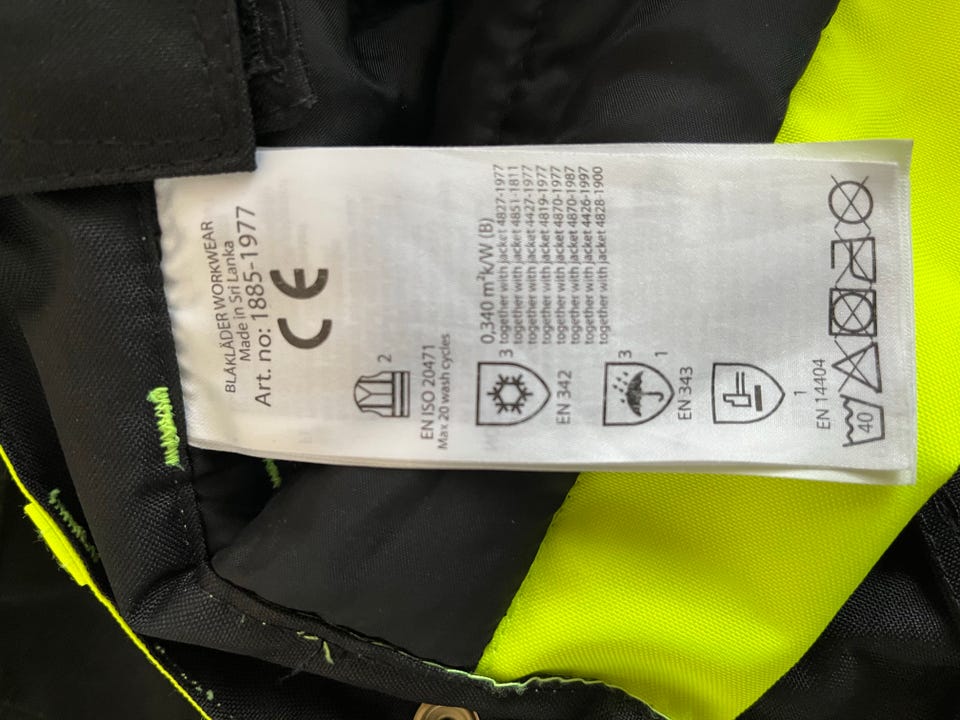 BLÅKLÄDER WORKWEAR
Made in Sri Lanka
Art. no: 1885-1977
CE
2
EN ISO 20471
Max 20 wash cycles
0,340 m²k/W (B)
3 together with jacket 4827-1977
together with jacket 4851-1811
together with jacket 4427-1977
together with jacket 4819-1977
together with jacket 4870-1977
together with jacket 4870-1987
together with jacket 4426-1997
together with jacket 4828-1900
EN 342
3
1
EN 343
1
EN 14404
40